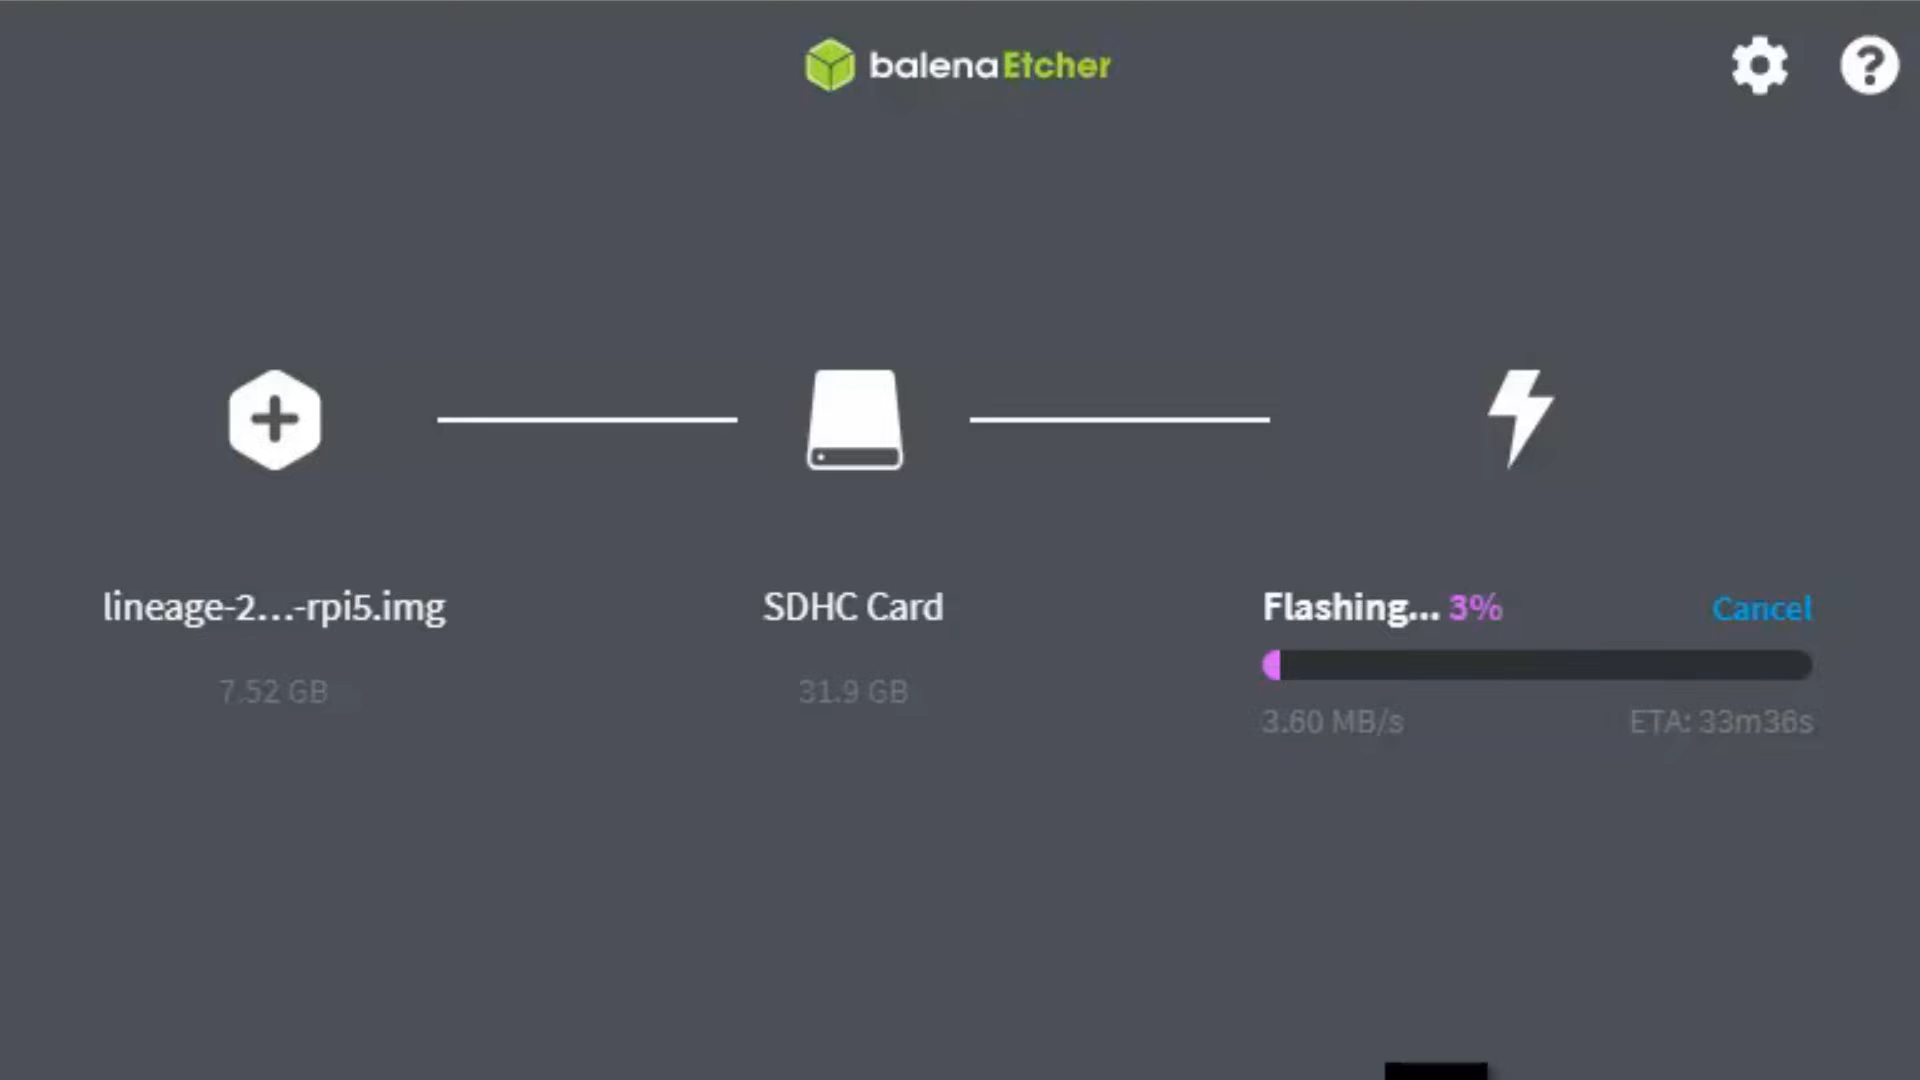 balenaEtcher
lineage-2...-rpi5.img
SDHC Card
Flashing... 3%
Cancel
7.52 GB
31.9 GB
3.60 MB/s
ETA: 33m36s